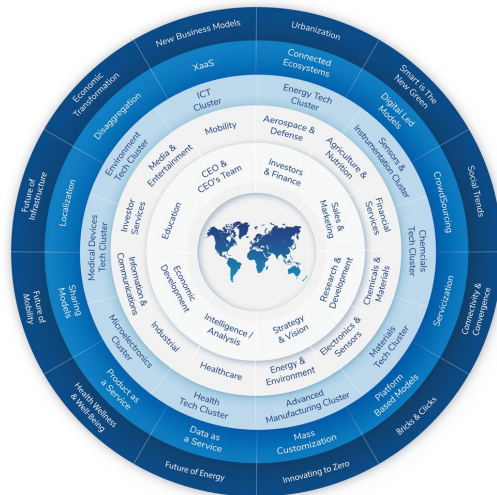 New Business Models
Urbanization
Smart is The
New Green
Social Trends
Connectivity &
Convergence
Bricks & Clicks
Innovating to Zero
Future of Energy
Health Wellness
& Well-Being
Future of
Mobility
Future of
Infrastructure
Economic
Transformation
XaaS
Connected
Ecosystems
Digital Led
Models
CrowdSourcing
Servicization
Platform
Based Models
Mass
Customization
Data as
a Service
Product as
a Service
Sharing
Models
Localization
Disaggregation
ICT
Cluster
Energy Tech
Cluster
Sensors &
Instrumentation Cluster
Chemcials
Tech Cluster
Materials
Tech Cluster
Advanced
Manufacturing Cluster
Health
Tech Cluster
Microelectronics
Cluster
Medical Devices
Tech Cluster
Environment
Tech Cluster
Mobility
Aerospace &
Defense
Agriculture &
Nutrition
Financial
Services
Chemicals &
Materials
Electronics &
Sensors
Energy &
Environment
Healthcare
Industrial
Information &
Communications
Investor
Services
Media &
Entertainment
CEO &
CEO's Team
Investors
& Finance
Sales &
Marketing
Research &
Development
Strategy
& Vision
Intelligence /
Analysis
Economic
Development
Education